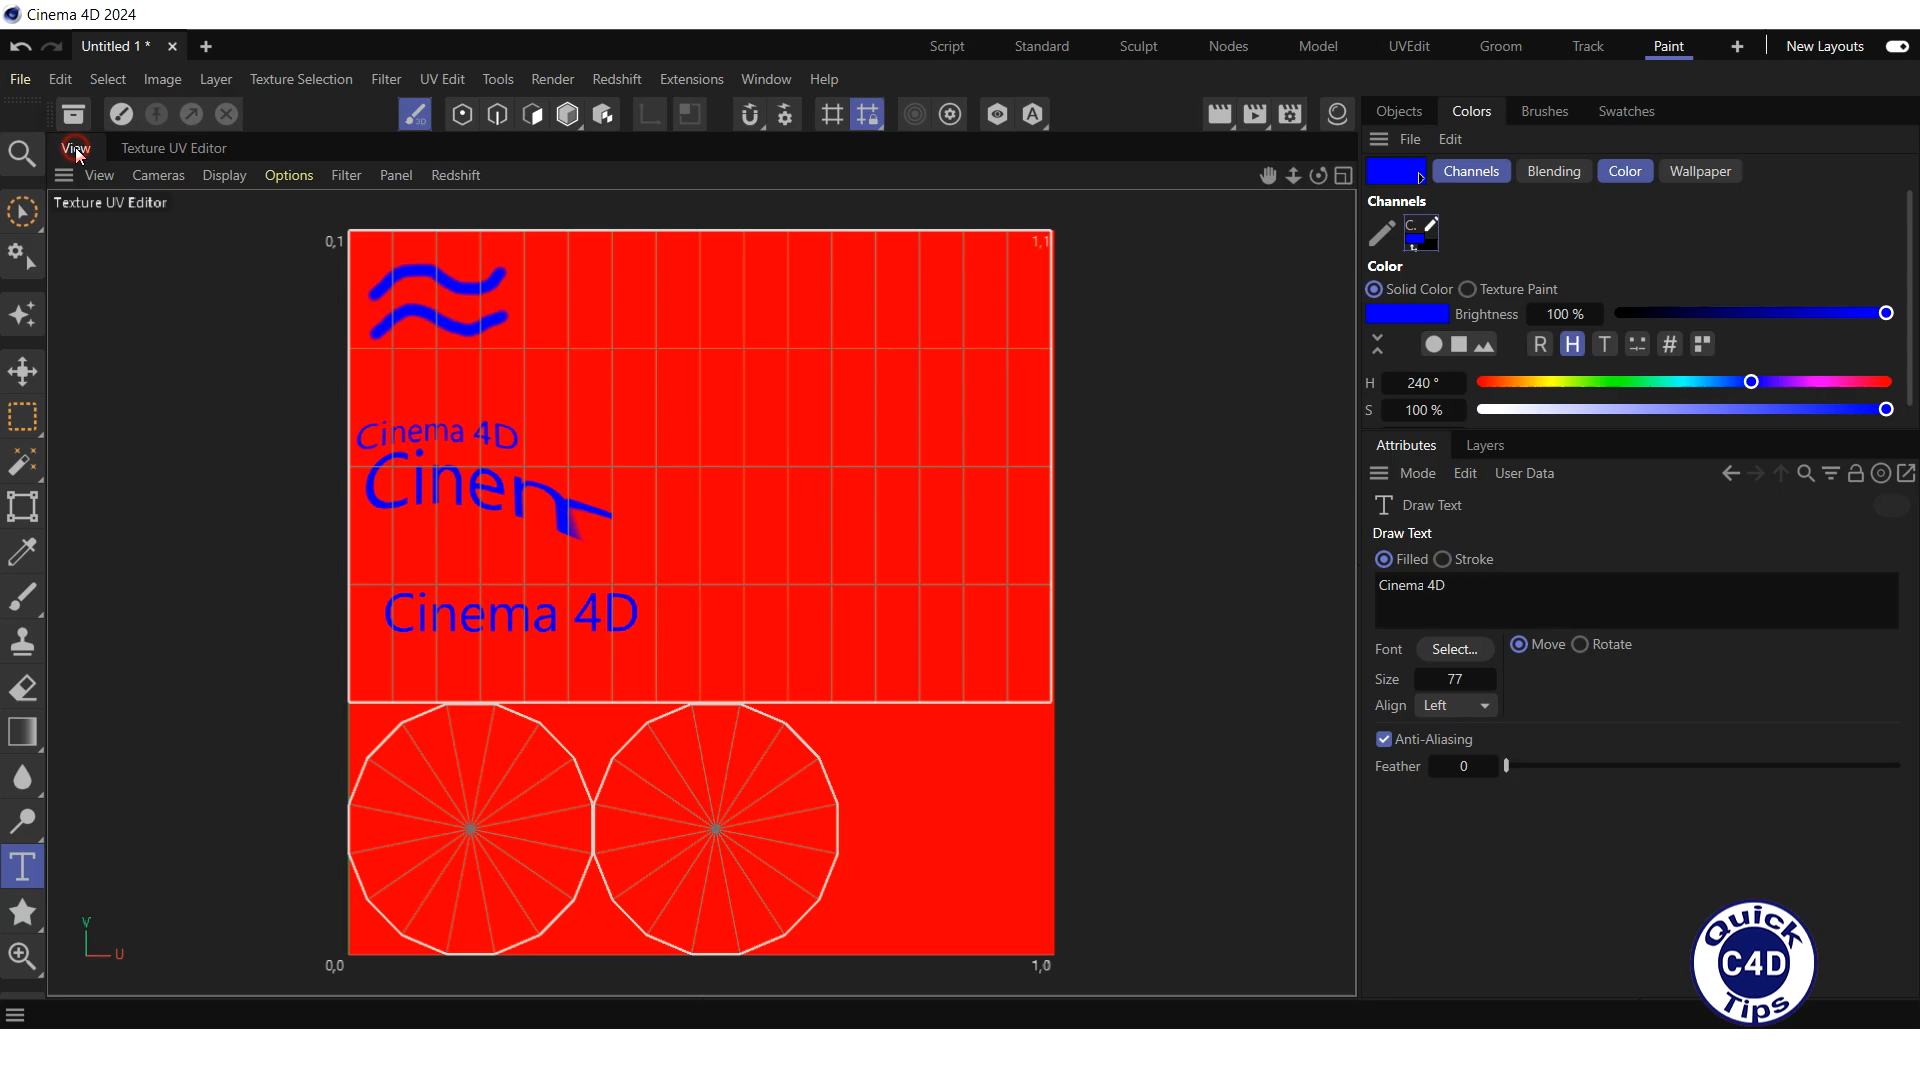 Cinema 4D 2024
Untitled 1 *
Script Standard Sculpt Nodes Model UVEdit Groom Track Paint New Layouts
File Edit Select Image Layer Texture Selection Filter UV Edit Tools Render Redshift Extensions Window Help
3D
A
Objects Colors Brushes Swatches
View Texture UV Editor
File Edit
View Cameras Display Options Filter Panel Redshift
Channels Blending Color Wallpaper
Texture UV Editor
Channels
C.
0,1 1,1
Color
Solid Color Texture Paint
Brightness 100 %
R H T #
H 240 °
S 100 %
Cinema 4D
Cinem
Cinema 4D
Attributes Layers
Mode Edit User Data
T Draw Text
Draw Text
Filled Stroke
Cinema 4D
Font Select... Move Rotate
Size 77
Align Left
Anti-Aliasing
Feather 0
T
V
U
0,0 1,0
Quick
C4D
Tips